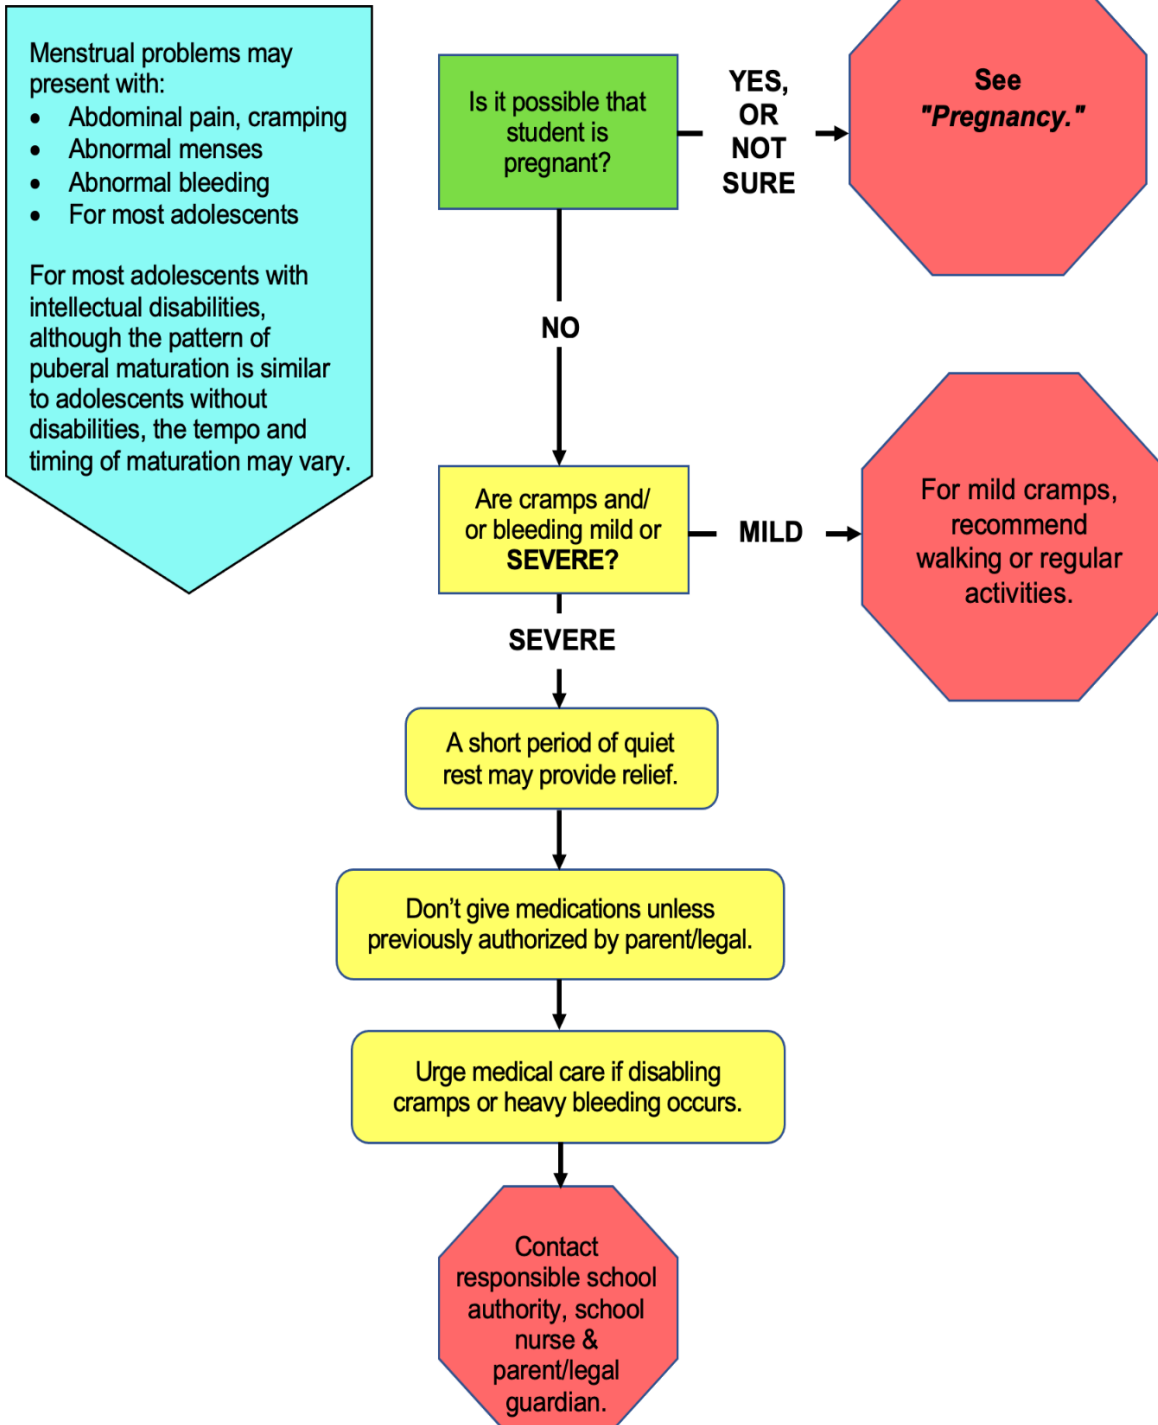 Menstrual problems may
present with:
• Abdominal pain, cramping
• Abnormal menses
• Abnormal bleeding
• For most adolescents
For most adolescents with
intellectual disabilities,
although the pattern of
puberal maturation is similar
to adolescents without
disabilities, the tempo and
timing of maturation may vary.
Is it possible that
student is
pregnant?
YES,
OR
NOT
SURE
See
"Pregnancy."
NO
Are cramps and/
or bleeding mild or
SEVERE?
MILD
For mild cramps,
recommend
walking or regular
activities.
SEVERE
A short period of quiet
rest may provide relief.
Don’t give medications unless
previously authorized by parent/legal.
Urge medical care if disabling
cramps or heavy bleeding occurs.
Contact
responsible school
authority, school
nurse &
parent/legal
guardian.